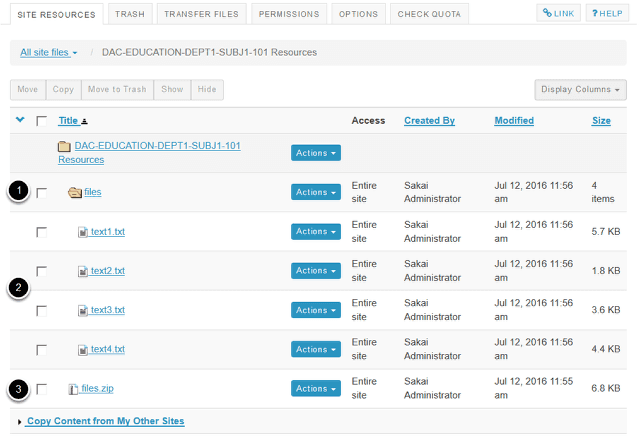 SITE RESOURCES TRASH TRANSFER FILES PERMISSIONS OPTIONS CHECK QUOTA LINK ? HELP
All site files / DAC-EDUCATION-DEPT1-SUBJ1-101 Resources
Move Copy Move to Trash Show Hide Display Columns
Title Access Created By Modified Size
DAC-EDUCATION-DEPT1-SUBJ1-101
Resources
Actions
1 files Actions Entire site Sakai Administrator Jul 12, 2016 11:56 am 4 items
text1.txt Actions Entire site Sakai Administrator Jul 12, 2016 11:56 am 5.7 KB
2
text2.txt Actions Entire site Sakai Administrator Jul 12, 2016 11:56 am 1.8 KB
text3.txt Actions Entire site Sakai Administrator Jul 12, 2016 11:56 am 3.6 KB
text4.txt Actions Entire site Sakai Administrator Jul 12, 2016 11:56 am 4.4 KB
3 files.zip Actions Entire site Sakai Administrator Jul 12, 2016 11:55 am 6.8 KB
Copy Content from My Other Sites